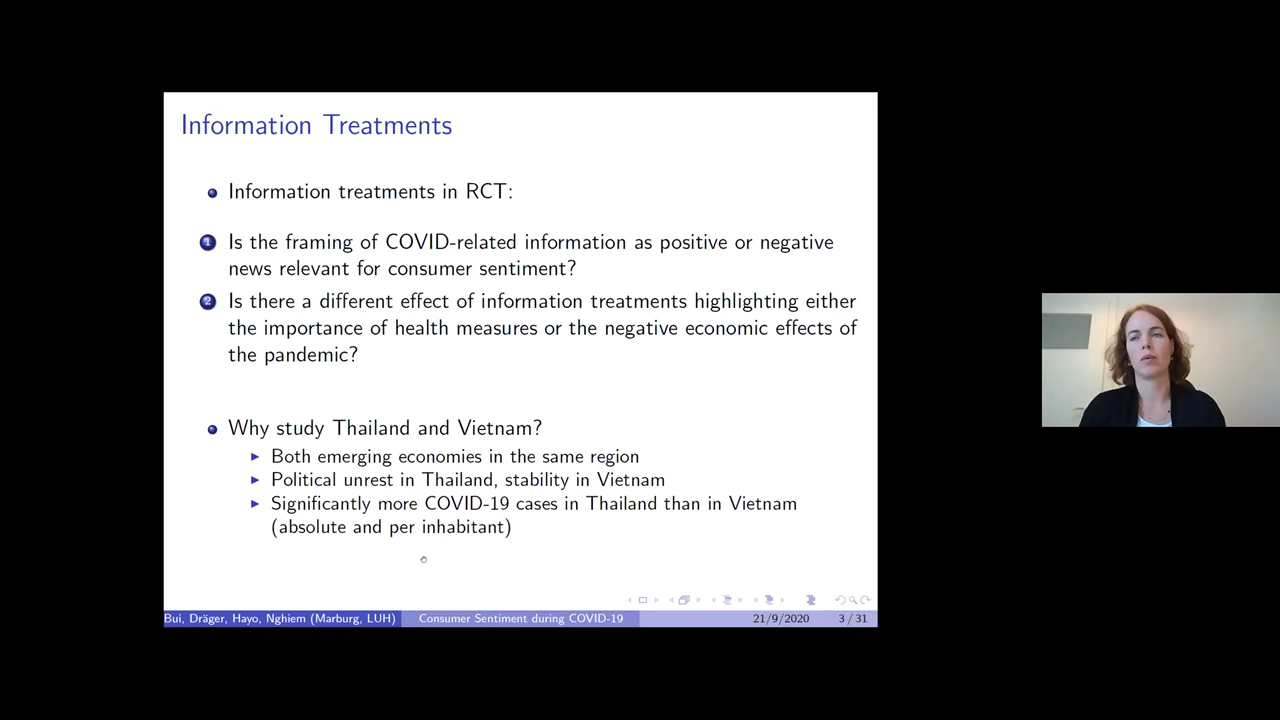 Information Treatments
Information treatments in RCT:
1 Is the framing of COVID-related information as positive or negative
news relevant for consumer sentiment?
2 Is there a different effect of information treatments highlighting either
the importance of health measures or the negative economic effects of
the pandemic?
Why study Thailand and Vietnam?
Both emerging economies in the same region
Political unrest in Thailand, stability in Vietnam
Significantly more COVID-19 cases in Thailand than in Vietnam
(absolute and per inhabitant)
Bui, Dräger, Hayo, Nghiem (Marburg, LUH) Consumer Sentiment during COVID-19 21/9/2020 3 / 31